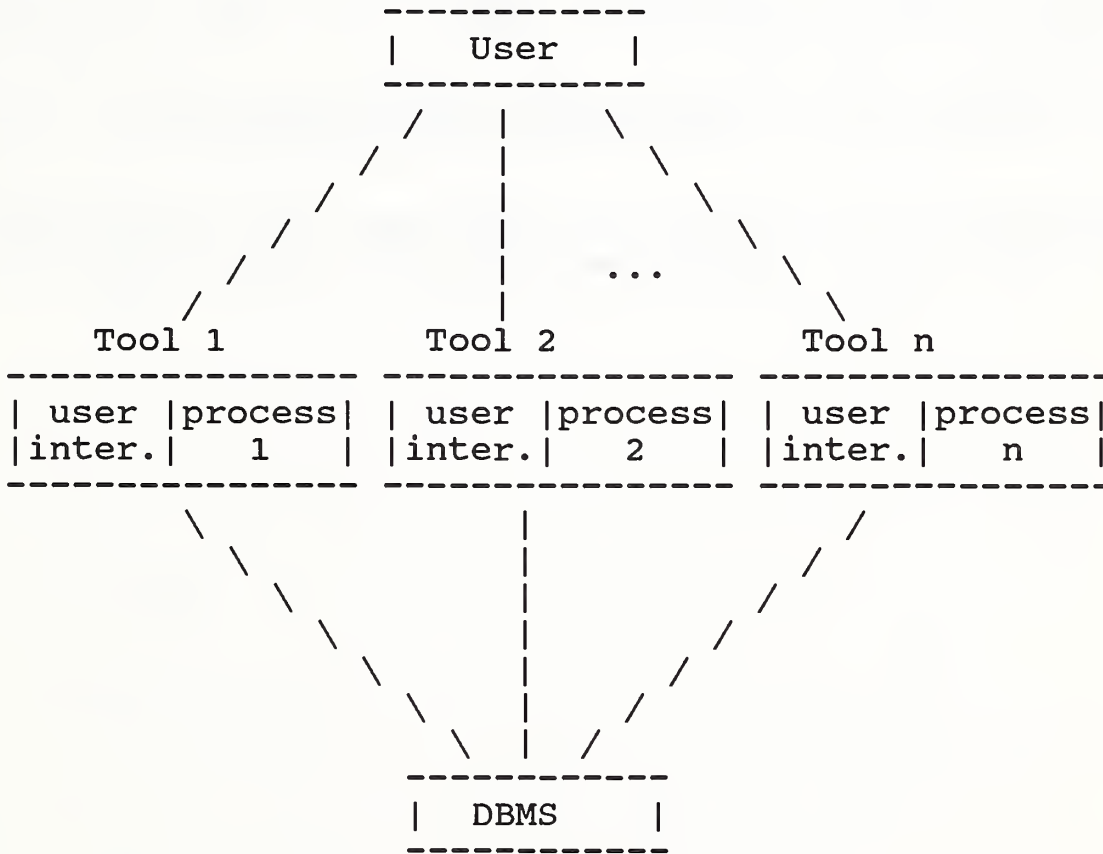 User
...
Tool 1 Tool 2 Tool n
user process user process user process
inter. 1 inter. 2 inter. n
DBMS